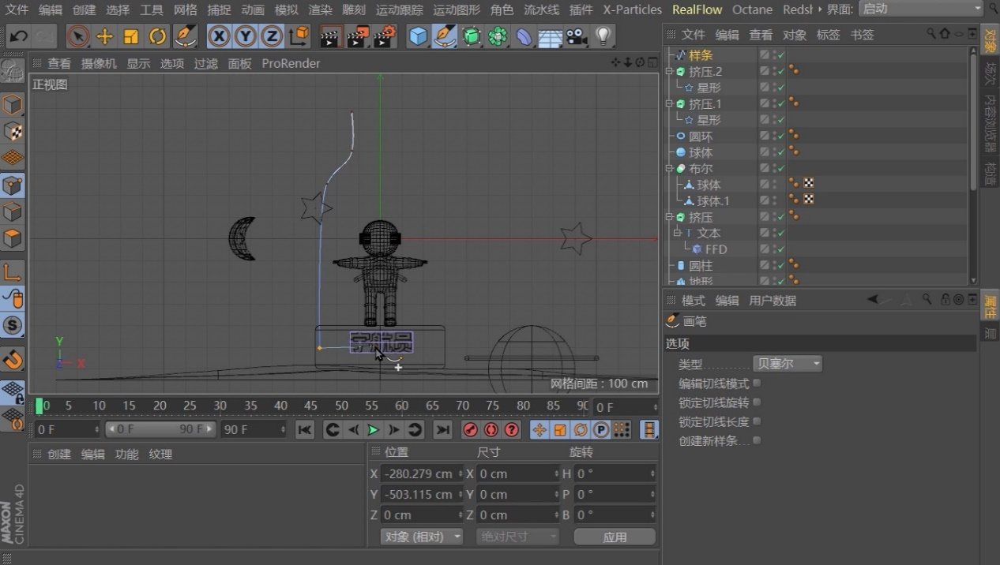 文件 编辑 创建 选择 工具 网格 捕捉 动画 模拟 渲染 雕刻 运动跟踪 运动图形 角色 流水线 插件 X-Particles RealFlow Octane Redsl 界面: 启动
X Y Z
文件 编辑 查看 对象 标签 书签
查看 摄像机 显示 选项 过滤 面板 ProRender
正视图
样条
挤压.2
星形
挤压.1
星形
圆环
球体
布尔
球体
球体.1
挤压
T 文本
FFD
圆柱
地形
对象
场次
内容浏览器
构造
宇航员
Y
Z X
网格间距 : 100 cm
模式 编辑 用户数据
画笔
选项
类型 贝塞尔
编辑切线模式
锁定切线旋转
锁定切线长度
创建新样条
属性
层
0 5 10 15 20 25 30 35 40 45 50 55 60 65 70 75 80 85 90 0 F
0 F 0 F 90 F 90 F
P
创建 编辑 功能 纹理
位置 尺寸 旋转
X -280.279 cm X 0 cm H 0 °
Y -503.115 cm Y 0 cm P 0 °
Z 0 cm Z 0 cm B 0 °
对象 (相对) 绝对尺寸 应用
MAXON
CINEMA 4D